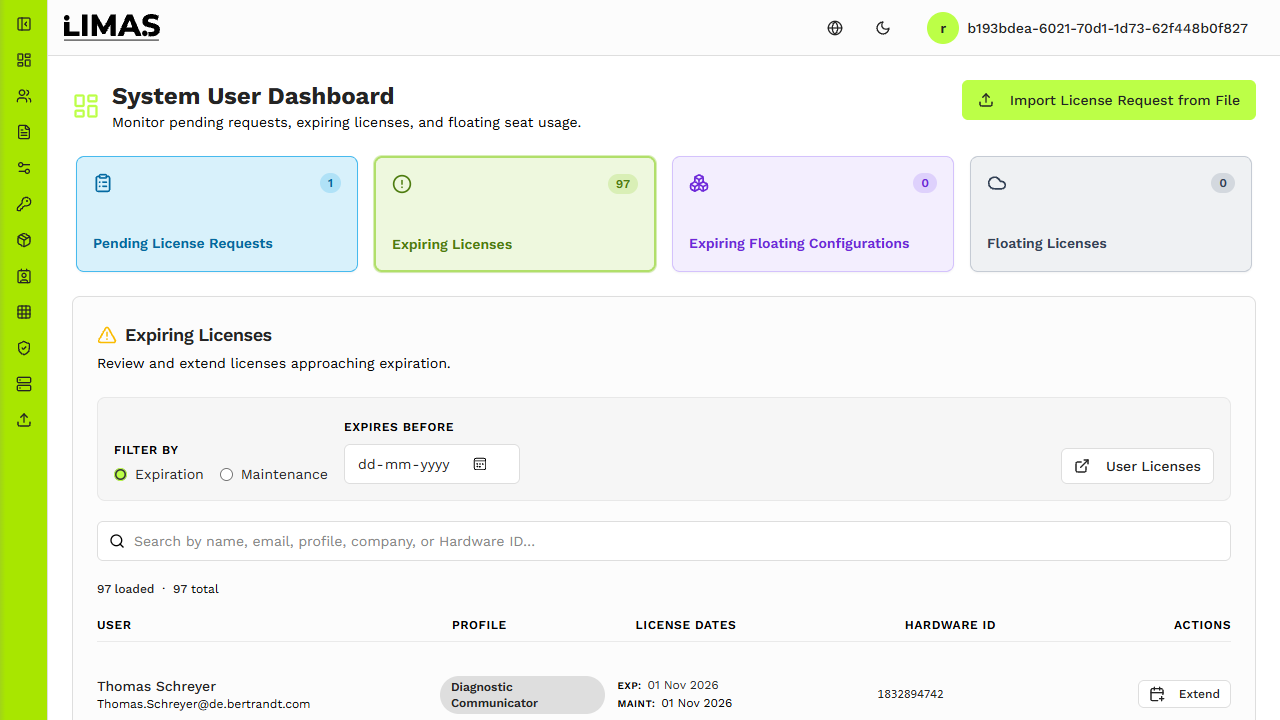 LIMAS
r
b193bdea-6021-70d1-1d73-62f448b0f827
System User Dashboard
Monitor pending requests, expiring licenses, and floating seat usage.
Import License Request from File
1
Pending License Requests
97
Expiring Licenses
0
Expiring Floating Configurations
0
Floating Licenses
Expiring Licenses
Review and extend licenses approaching expiration.
FILTER BY
Expiration
Maintenance
EXPIRES BEFORE
dd-mm-yyyy
User Licenses
Search by name, email, profile, company, or Hardware ID...
97 loaded · 97 total
USER PROFILE LICENSE DATES HARDWARE ID ACTIONS
Thomas Schreyer
Thomas.Schreyer@de.bertrandt.com
Diagnostic
Communicator
EXP: 01 Nov 2026
MAINT: 01 Nov 2026
1832894742
Extend